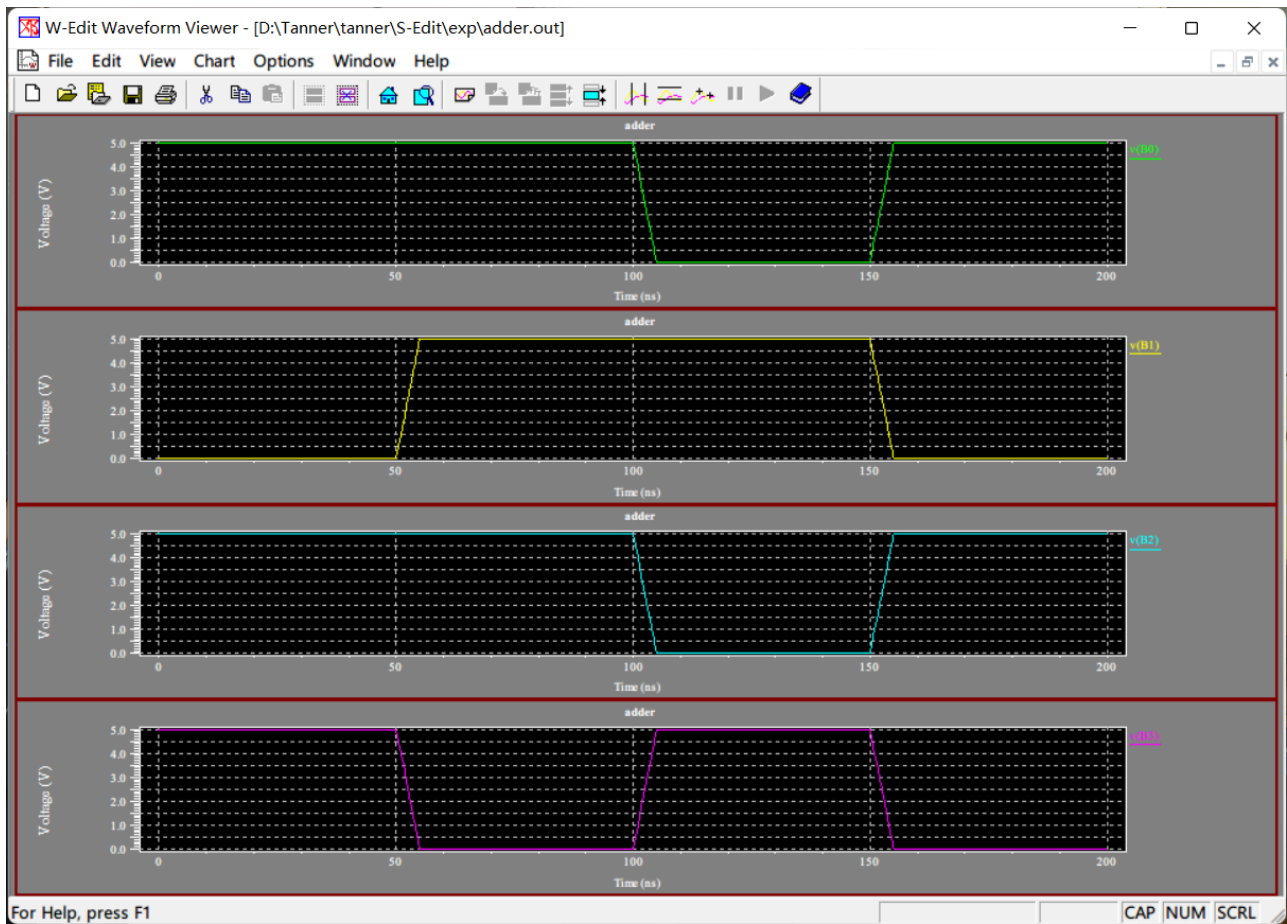 W-Edit Waveform Viewer - [D:\Tanner\tanner\S-Edit\exp\adder.out]
File Edit View Chart Options Window Help
adder
v(B0)
Voltage (V)
5.0
4.0
3.0
2.0
1.0
0.0
0 50 100 150 200
Time (ns)
adder
v(B1)
Voltage (V)
5.0
4.0
3.0
2.0
1.0
0.0
0 50 100 150 200
Time (ns)
adder
v(B2)
Voltage (V)
5.0
4.0
3.0
2.0
1.0
0.0
0 50 100 150 200
Time (ns)
adder
v(B3)
Voltage (V)
5.0
4.0
3.0
2.0
1.0
0.0
0 50 100 150 200
Time (ns)
For Help, press F1
CAP NUM SCRL